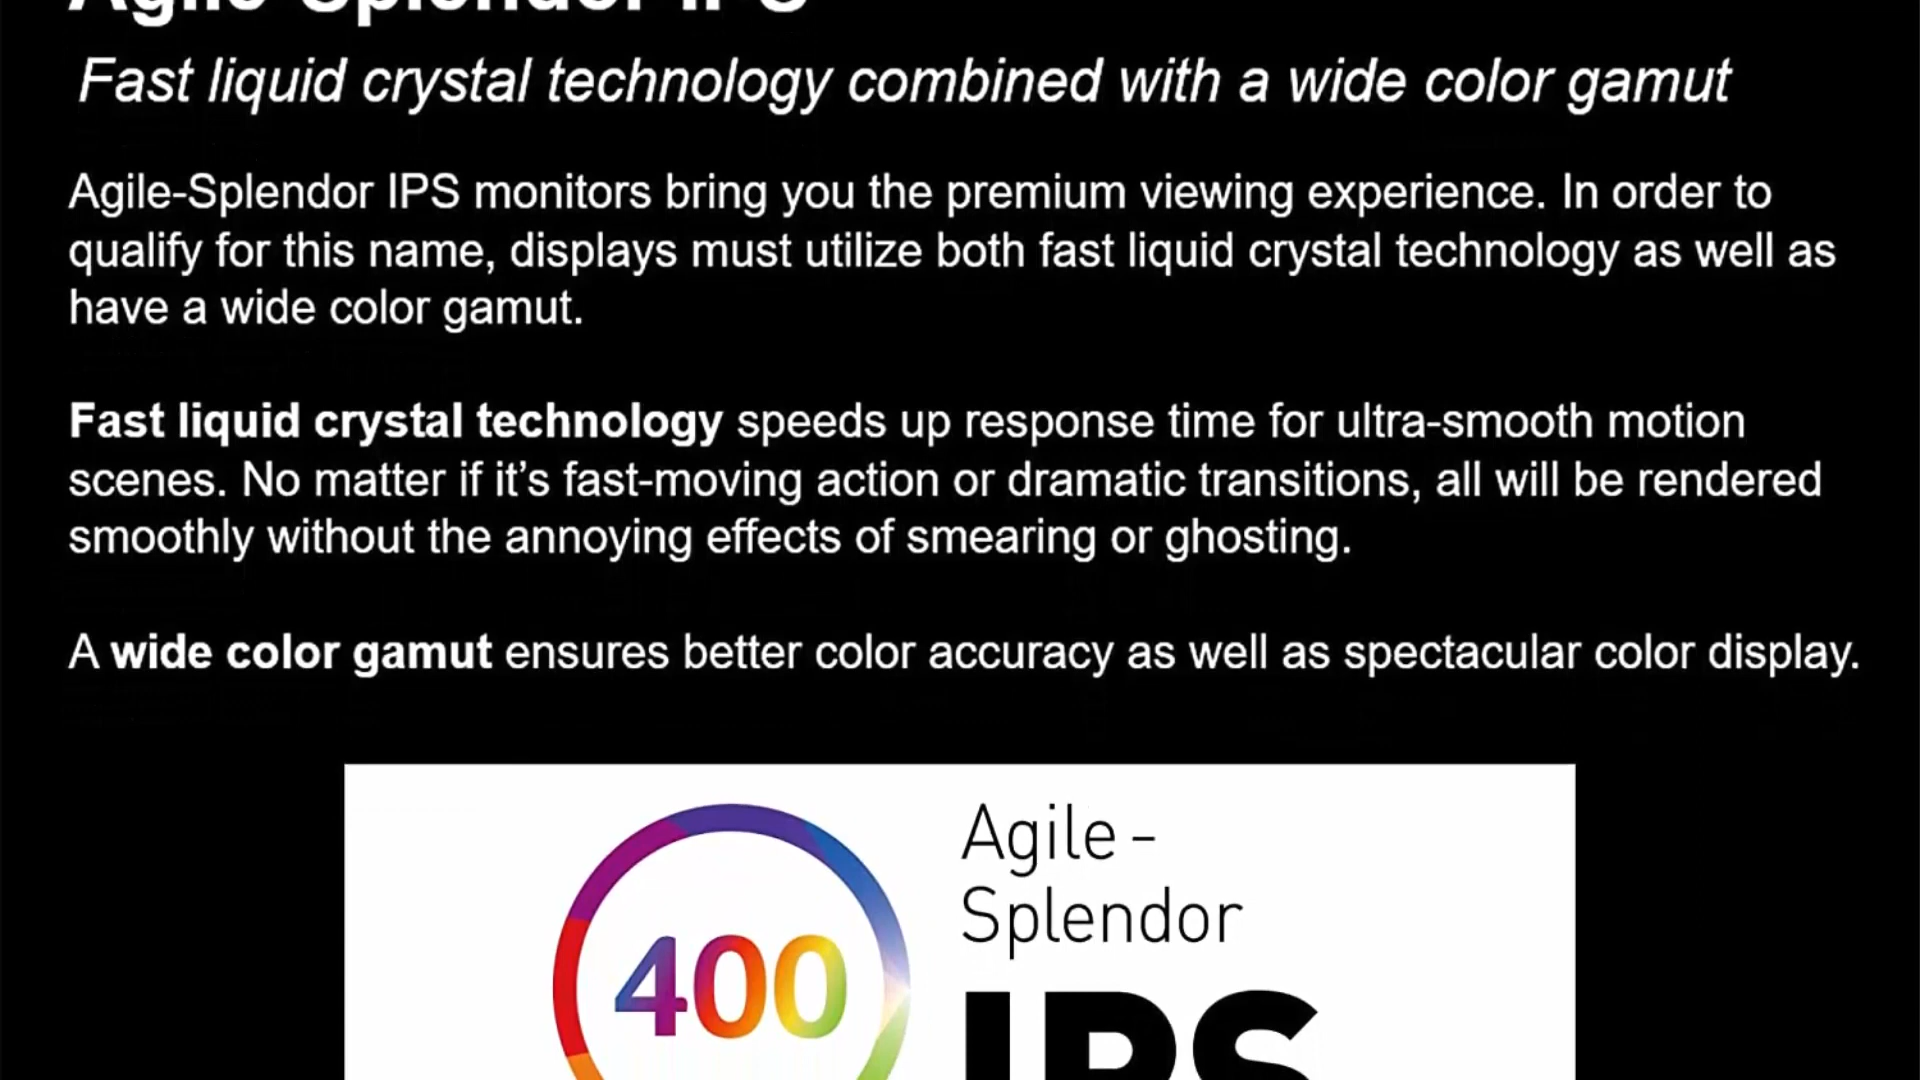 Agile-Splendor IPS
Fast liquid crystal technology combined with a wide color gamut
Agile-Splendor IPS monitors bring you the premium viewing experience. In order to
qualify for this name, displays must utilize both fast liquid crystal technology as well as
have a wide color gamut.
Fast liquid crystal technology speeds up response time for ultra-smooth motion
scenes. No matter if it’s fast-moving action or dramatic transitions, all will be rendered
smoothly without the annoying effects of smearing or ghosting.
A wide color gamut ensures better color accuracy as well as spectacular color display.
Agile-
Splendor
400
IPS